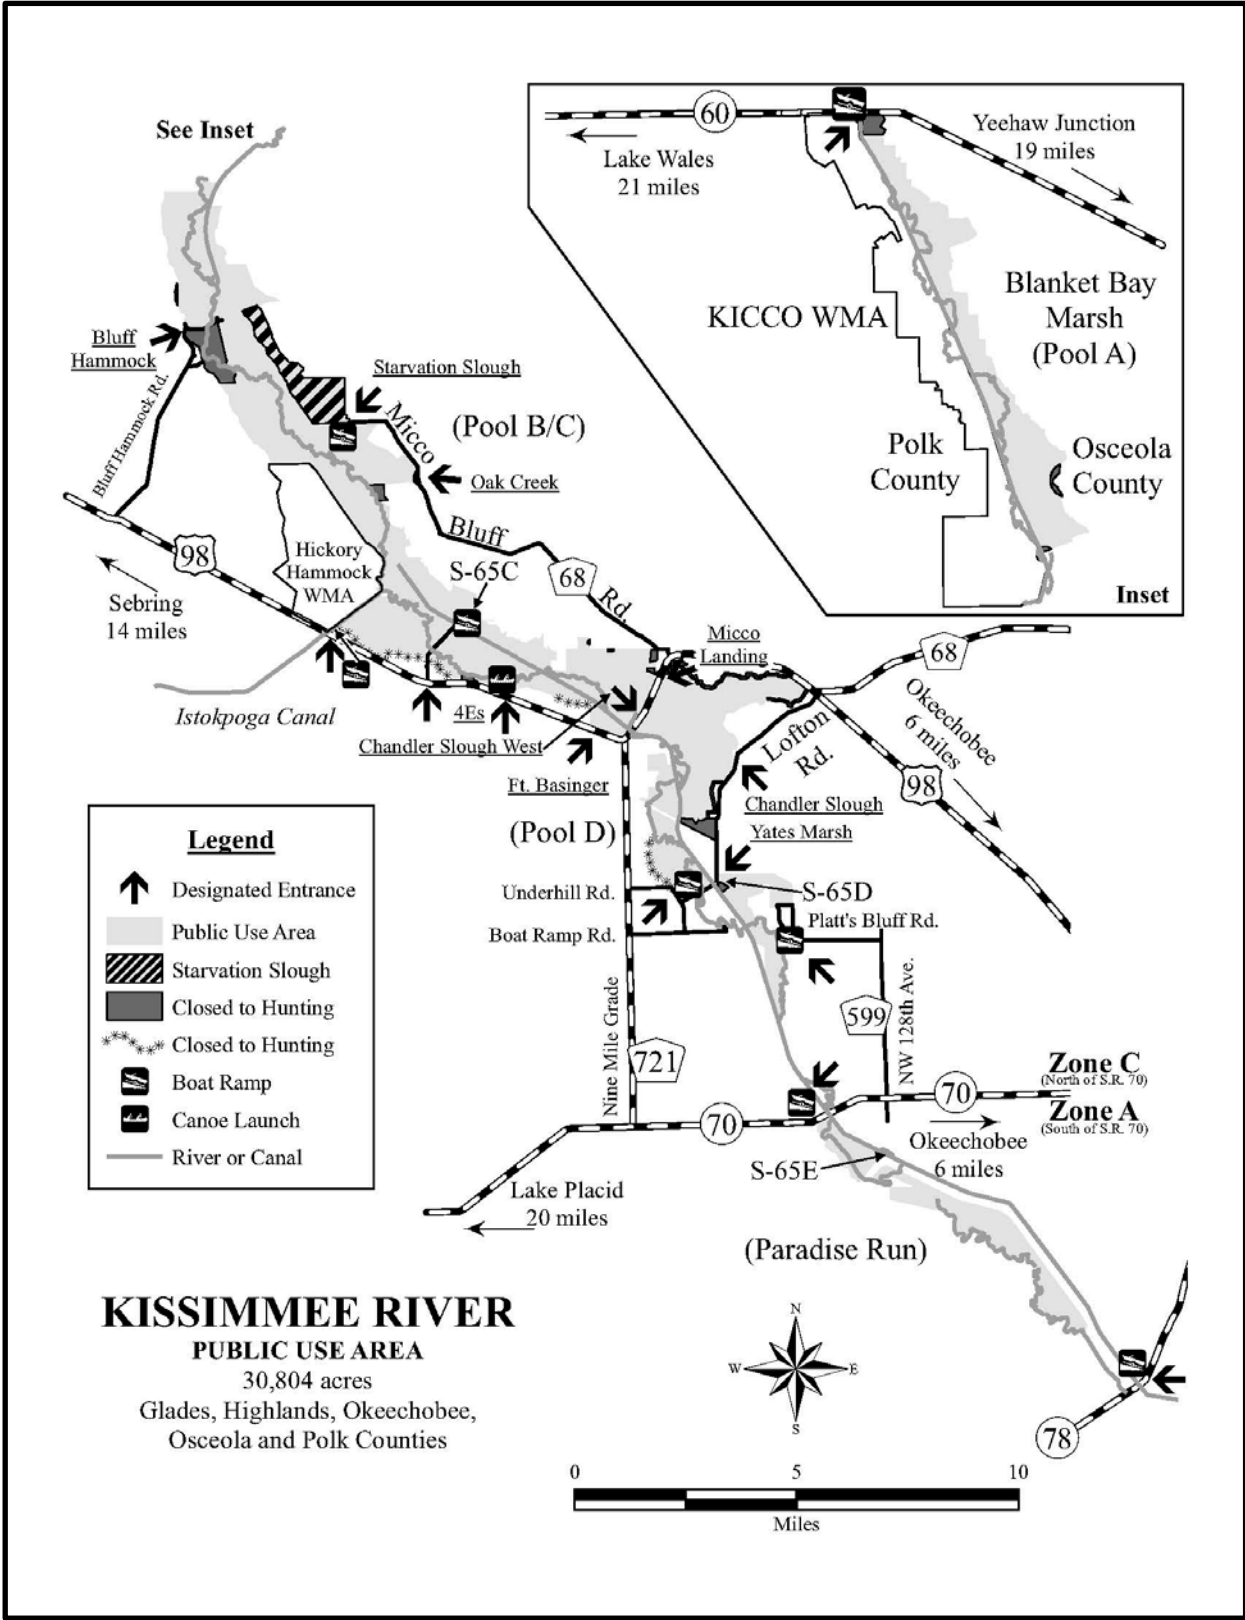 See Inset
60
Lake Wales
21 miles
Yeehaw Junction
19 miles
Blanket Bay
Marsh
(Pool A)
KICCO WMA
Polk
County
Osceola
County
Inset
Bluff
Hammock
Bluff Hammock Rd.
Starvation Slough
Micco
(Pool B/C)
Oak Creek
Bluff
68
Rd.
98
Sebring
14 miles
Hickory
Hammock
WMA
S-65C
Micco
Landing
68
Okeechobee
6 miles
98
Istokpoga Canal
4Es
Chandler Slough West
Ft. Basinger
Lofton
Rd.
Chandler Slough
Yates Marsh
(Pool D)
Underhill Rd.
Boat Ramp Rd.
S-65D
Platt's Bluff Rd.
Nine Mile Grade
721
599
NW 128th Ave.
Zone C
(North of S.R. 70)
Zone A
(South of S.R. 70)
70
70
Okeechobee
6 miles
S-65E
Lake Placid
20 miles
(Paradise Run)
78
Legend
Designated Entrance
Public Use Area
Starvation Slough
Closed to Hunting
Closed to Hunting
Boat Ramp
Canoe Launch
River or Canal
KISSIMMEE RIVER
PUBLIC USE AREA
30,804 acres
Glades, Highlands, Okeechobee,
Osceola and Polk Counties
N
W E
S
0 5 10
Miles